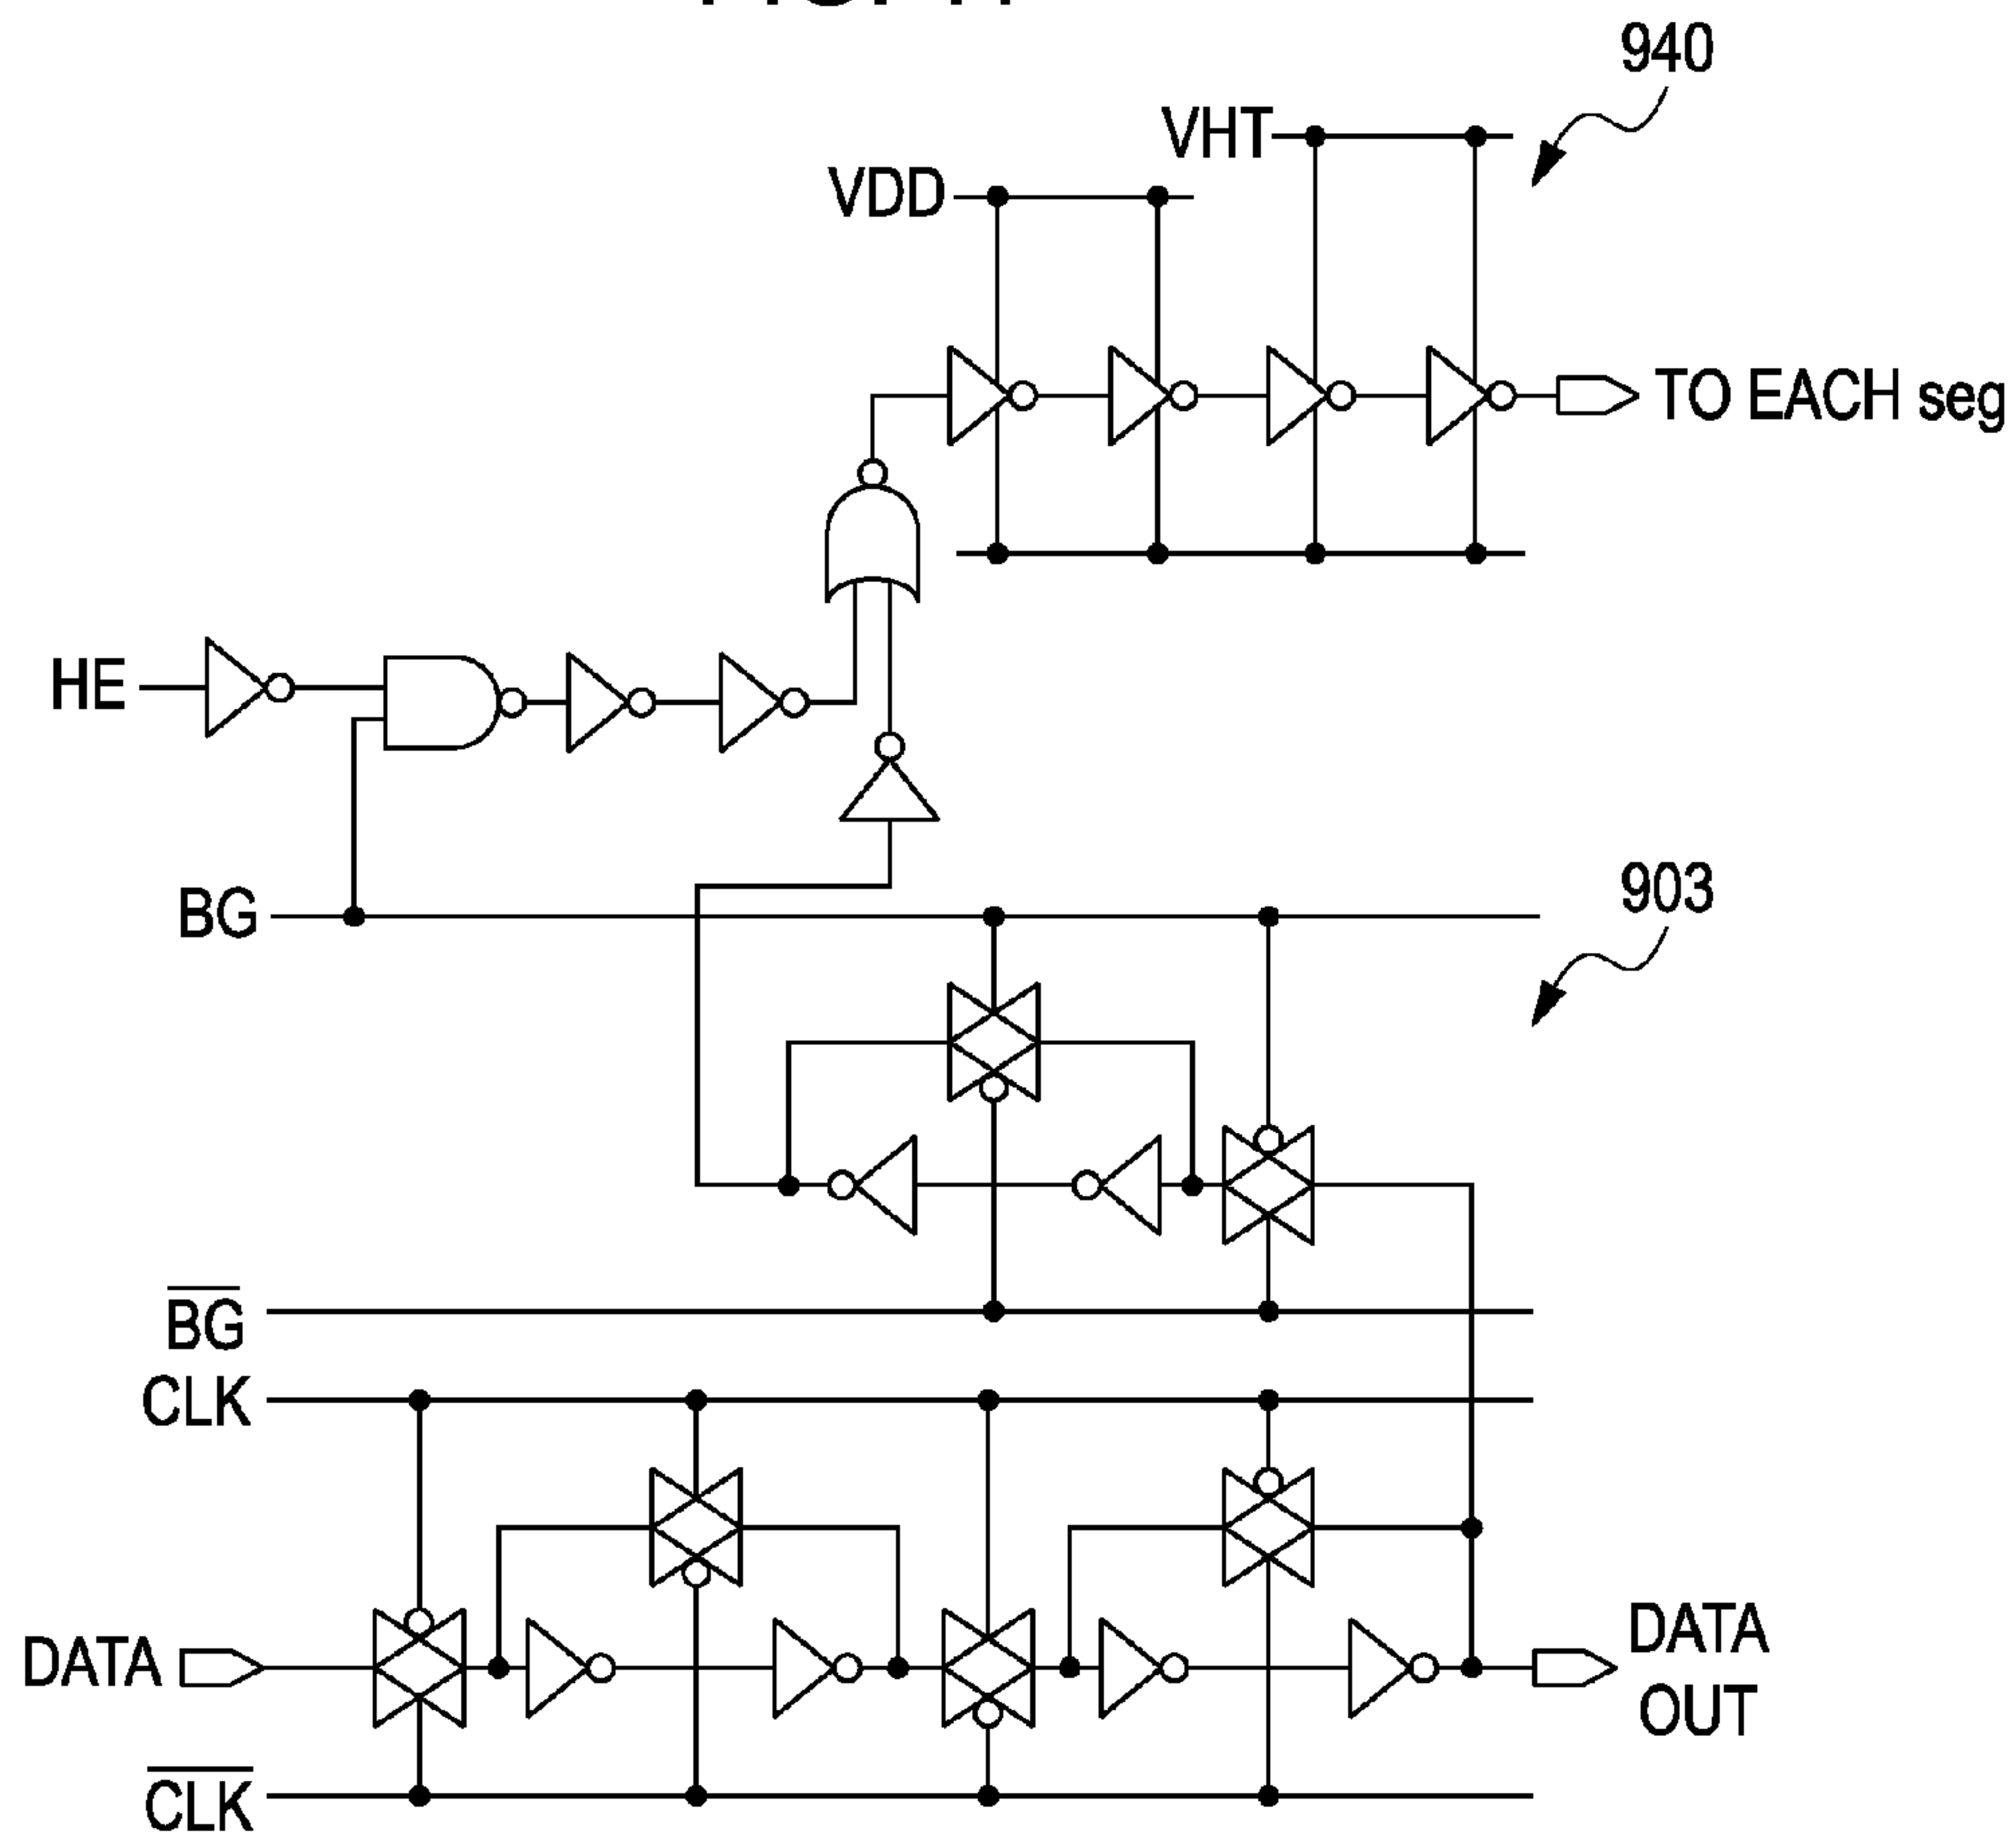 940
VHT
VDD
TO EACH seg
HE
903
BG
BG
CLK
DATA
DATA
OUT
CLK